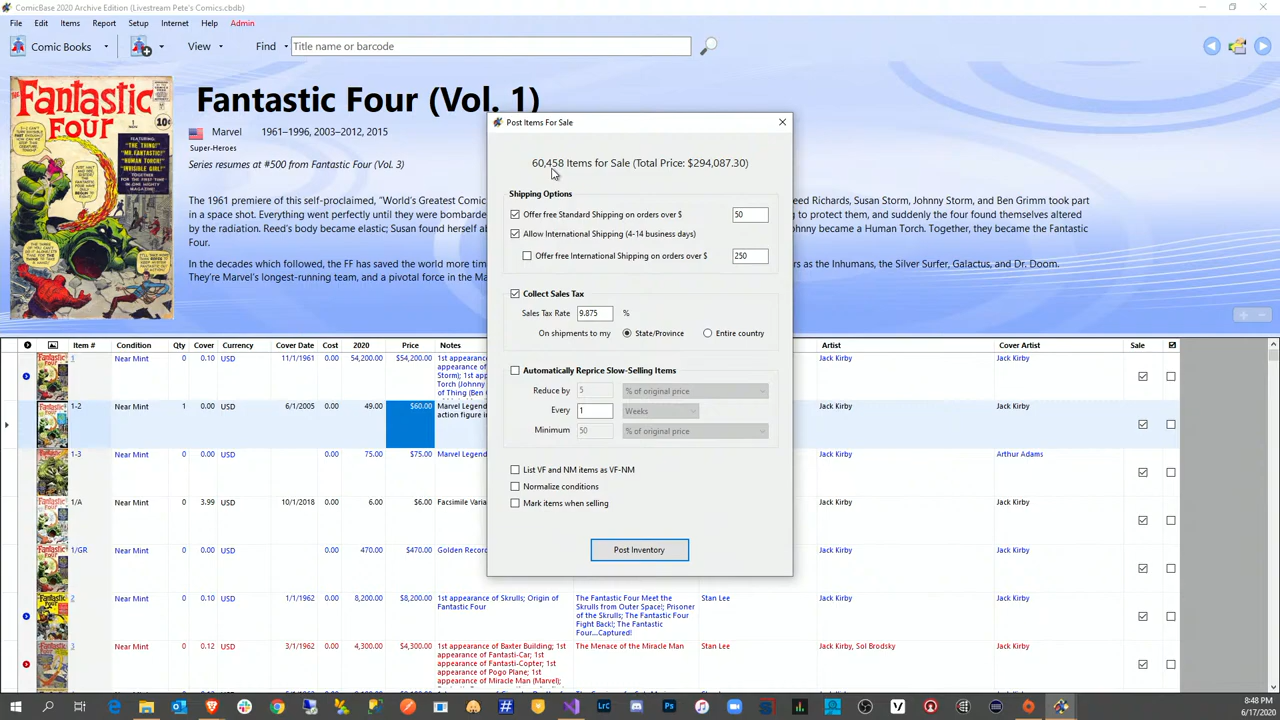 ComicBase 2020 Archive Edition (Livestream Pete's Comics.cbdb)
File Edit Items Report Setup Internet Help Admin
Comic Books View Find Title name or barcode
Fantastic Four (Vol. 1)
Marvel 1961–1996, 2003–2012, 2015
Super-Heroes
Series resumes at #500 from Fantastic Four (Vol. 3)
The 1961 premiere of this self-proclaimed, "World's Greatest Comic
Reed Richards, Susan Storm, Johnny Storm, and Ben Grimm took part
in a space shot. Everything went perfectly until they were bombarde
to protect them, and suddenly the four found themselves altered
by the radiation. Reed's body became elastic; Susan found herself ab
Johnny became a Human Torch. Together, they became the Fantastic
Four.
In the decades which followed, the FF has saved the world more time
as the Inhumans, the Silver Surfer, Galactus, and Dr. Doom.
They're Marvel's longest-running team, and a pivotal force in the Ma
Post Items For Sale
60,458 Items for Sale (Total Price: $294,087.30)
Shipping Options
Offer free Standard Shipping on orders over $ 50
Allow International Shipping (4-14 business days)
Offer free International Shipping on orders over $ 250
Collect Sales Tax
Sales Tax Rate 9.875 %
On shipments to my State/Province Entire country
Automatically Reprice Slow-Selling Items
Reduce by 5 % of original price
Every 1 Weeks
Minimum 50 % of original price
List VF and NM items as VF-NM
Normalize conditions
Mark items when selling
Post Inventory
Item # Condition Qty Cover Currency Cover Date Cost 2020 Price Notes Artist Cover Artist Sale
1 Near Mint 0 0.10 USD 11/1/1961 0.00 54,200.00 $54,200.00 1st appearance of Jack Kirby Jack Kirby
Storm); 1st app
Torch (Johnny
of Thing (Ben G
1-2 Near Mint 1 0.00 USD 6/1/2005 0.00 49.00 $60.00 Marvel Legend Jack Kirby Jack Kirby
action figure in
1-3 Near Mint 0 0.00 USD 0.00 75.00 $75.00 Marvel Legend Jack Kirby Arthur Adams
1/A Near Mint 0 3.99 USD 10/1/2018 0.00 6.00 $6.00 Facsimile Varia Jack Kirby Jack Kirby
1/GR Near Mint 0 0.00 USD 0.00 470.00 $470.00 Golden Record Jack Kirby Jack Kirby
2 Near Mint 0 0.10 USD 1/1/1962 0.00 8,200.00 $8,200.00 1st appearance of Skrulls; Origin of The Fantastic Four Meet the Stan Lee Jack Kirby Jack Kirby
Fantastic Four Skrulls from Outer Space!; Prisoner
of the Skrulls; The Fantastic Four
Fight Back!; The Fantastic
Four...Captured!
3 Near Mint 0 0.12 USD 3/1/1962 0.00 4,300.00 $4,300.00 1st appearance of Baxter Building; 1st The Menace of the Miracle Man Stan Lee Jack Kirby, Sol Brodsky Jack Kirby
appearance of Fantasti-Car; 1st
appearance of Fantasti-Copter; 1st
appearance of Pogo Plane; 1st
appearance of Miracle Man (Marvel)
8:48 PM
6/17/2020